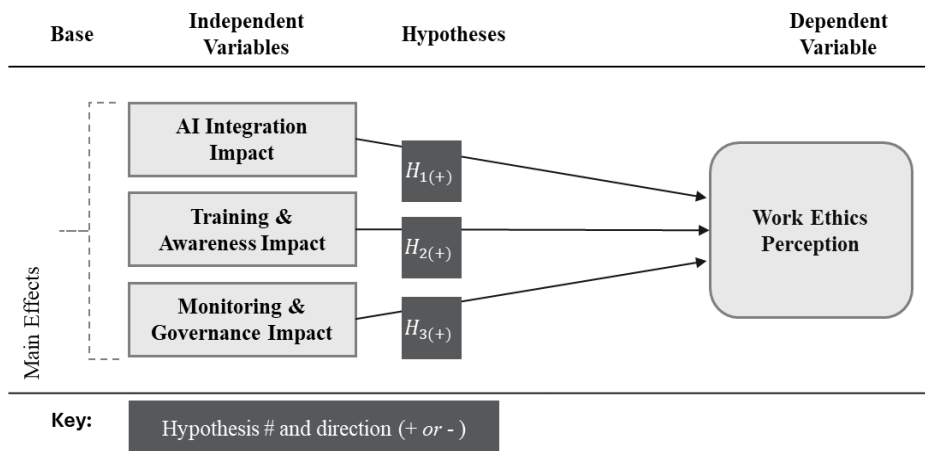 Base
Independent
Variables
Hypotheses
Dependent
Variable
AI Integration
Impact
Training &
Awareness Impact
Monitoring &
Governance Impact
Main Effects
H1(+)
H2(+)
H3(+)
Work Ethics
Perception
Key:
Hypothesis # and direction (+ or - )